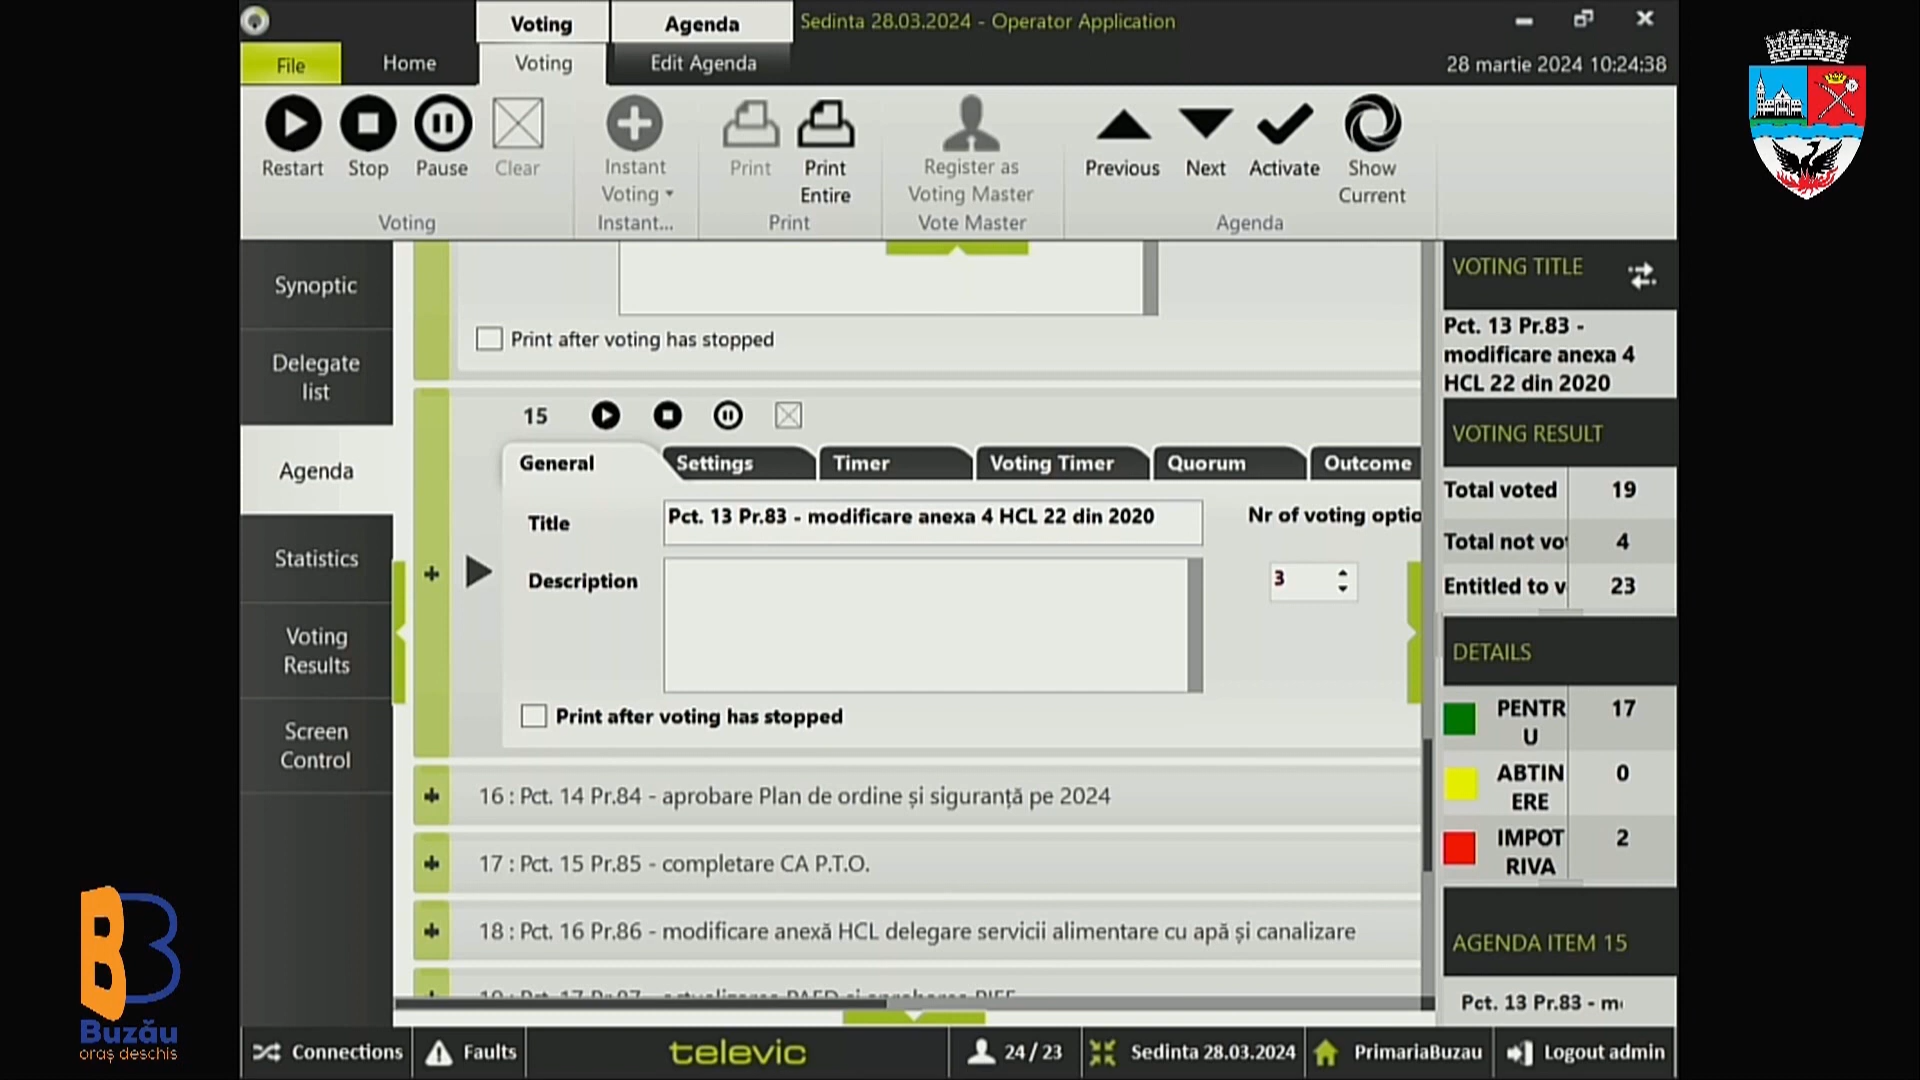 Voting
Agenda
Sedinta 28.03.2024 - Operator Application
File
Home
Voting
Edit Agenda
28 martie 2024 10:24:38
Restart
Stop
Pause
Clear
Instant
Voting
Print
Print
Entire
Register as
Voting Master
Previous
Next
Activate
Show
Current
Voting
Instant...
Print
Vote Master
Agenda
Synoptic
Delegate
list
Agenda
Statistics
Voting
Results
Screen
Control
Print after voting has stopped
15
General
Settings
Timer
Voting Timer
Quorum
Outcome
Title
Pct. 13 Pr.83 - modificare anexa 4 HCL 22 din 2020
Nr of voting optio
Description
3
Print after voting has stopped
16 : Pct. 14 Pr.84 - aprobare Plan de ordine și siguranță pe 2024
17 : Pct. 15 Pr.85 - completare CA P.T.O.
18 : Pct. 16 Pr.86 - modificare anexă HCL delegare servicii alimentare cu apă și canalizare
VOTING TITLE
Pct. 13 Pr.83 -
modificare anexa 4
HCL 22 din 2020
VOTING RESULT
Total voted 19
Total not vo 4
Entitled to v 23
DETAILS
PENTR
U
17
ABTIN
ERE
0
IMPOT
RIVA
2
AGENDA ITEM 15
Pct. 13 Pr.83 - m
Connections
Faults
televic
24 / 23
Sedinta 28.03.2024
PrimariaBuzau
Logout admin
Buzău
oraș deschis